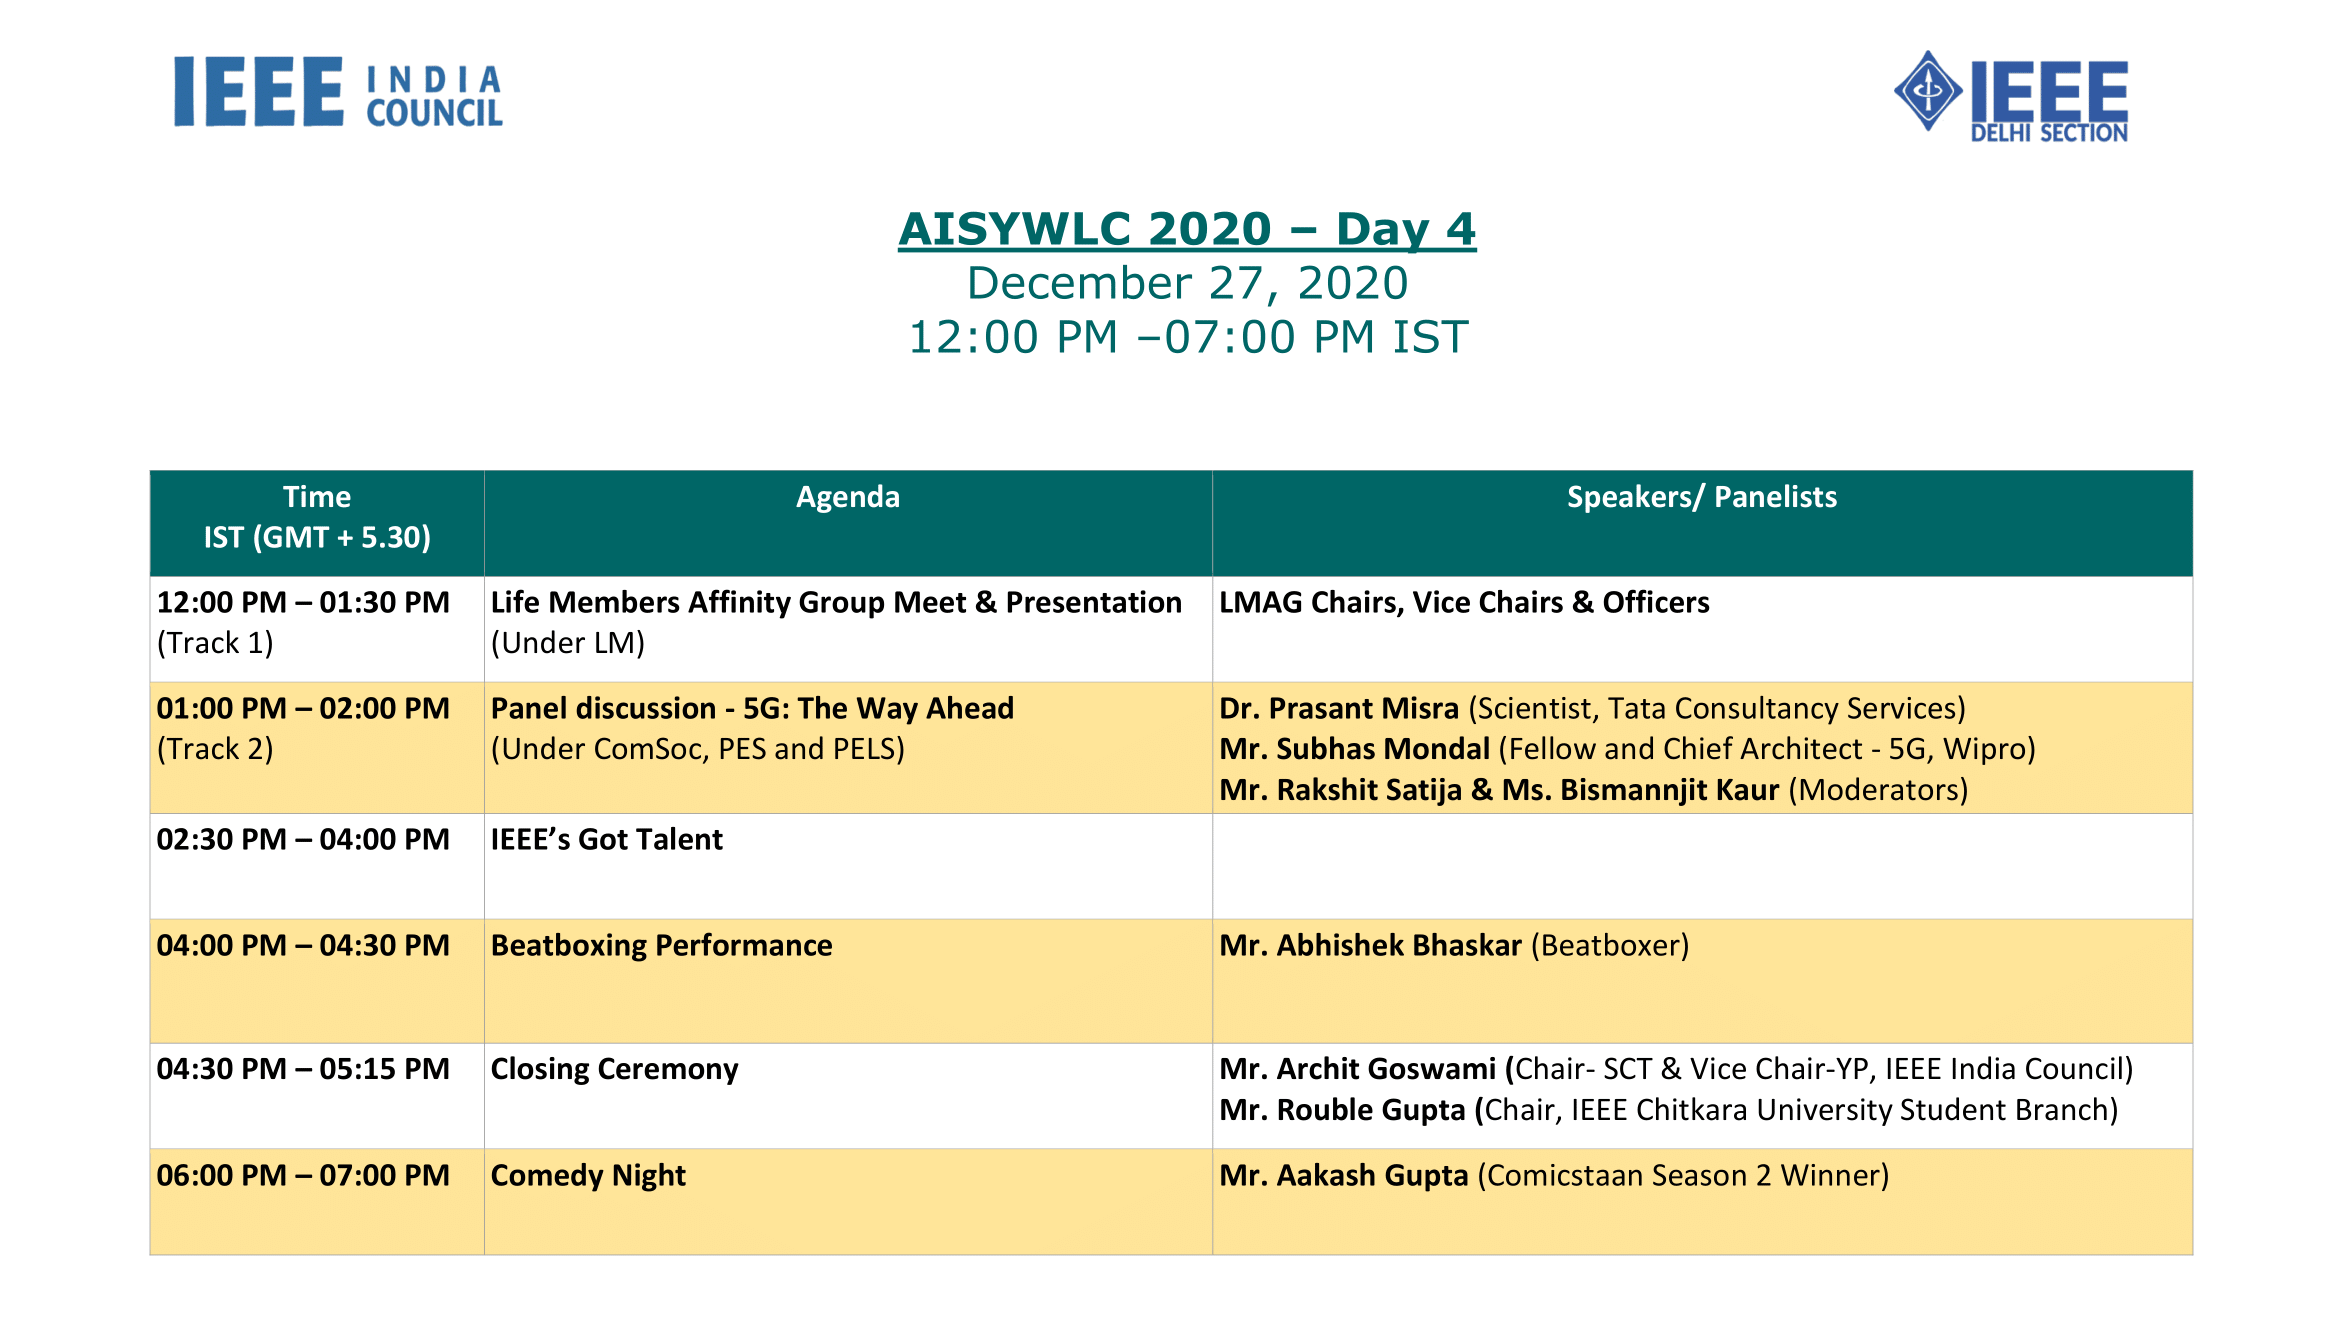 IEEE INDIA COUNCIL
IEEE DELHI SECTION
AISYWLC 2020 – Day 4
December 27, 2020
12:00 PM –07:00 PM IST
Time
IST (GMT + 5.30)
Agenda
Speakers/ Panelists
12:00 PM – 01:30 PM
(Track 1)
Life Members Affinity Group Meet & Presentation
(Under LM)
LMAG Chairs, Vice Chairs & Officers
01:00 PM – 02:00 PM
(Track 2)
Panel discussion - 5G: The Way Ahead
(Under ComSoc, PES and PELS)
Dr. Prasant Misra (Scientist, Tata Consultancy Services)
Mr. Subhas Mondal (Fellow and Chief Architect - 5G, Wipro)
Mr. Rakshit Satija & Ms. Bismannjit Kaur (Moderators)
02:30 PM – 04:00 PM
IEEE’s Got Talent
04:00 PM – 04:30 PM
Beatboxing Performance
Mr. Abhishek Bhaskar (Beatboxer)
04:30 PM – 05:15 PM
Closing Ceremony
Mr. Archit Goswami (Chair- SCT & Vice Chair-YP, IEEE India Council)
Mr. Rouble Gupta (Chair, IEEE Chitkara University Student Branch)
06:00 PM – 07:00 PM
Comedy Night
Mr. Aakash Gupta (Comicstaan Season 2 Winner)